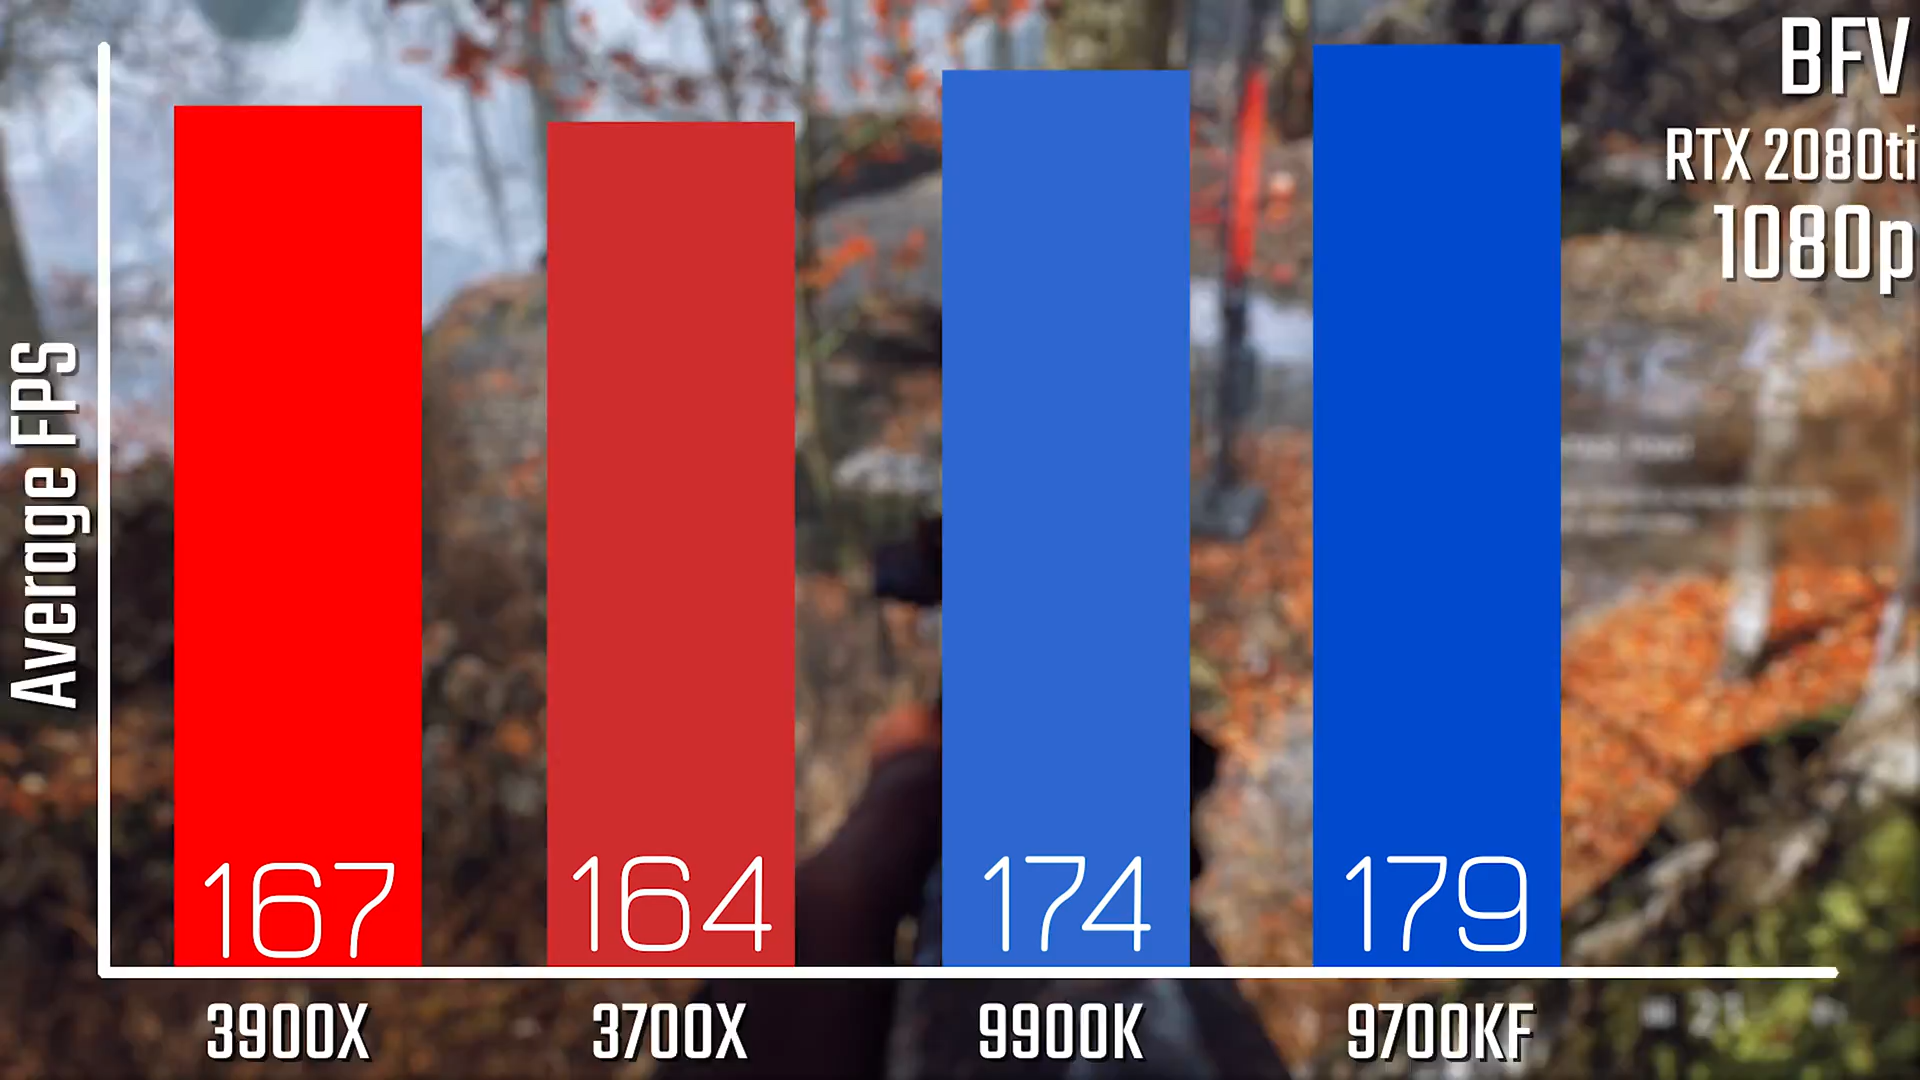 BFV
RTX 2080ti
1080p
Average FPS
167
164
174
179
3900X
3700X
9900K
9700KF